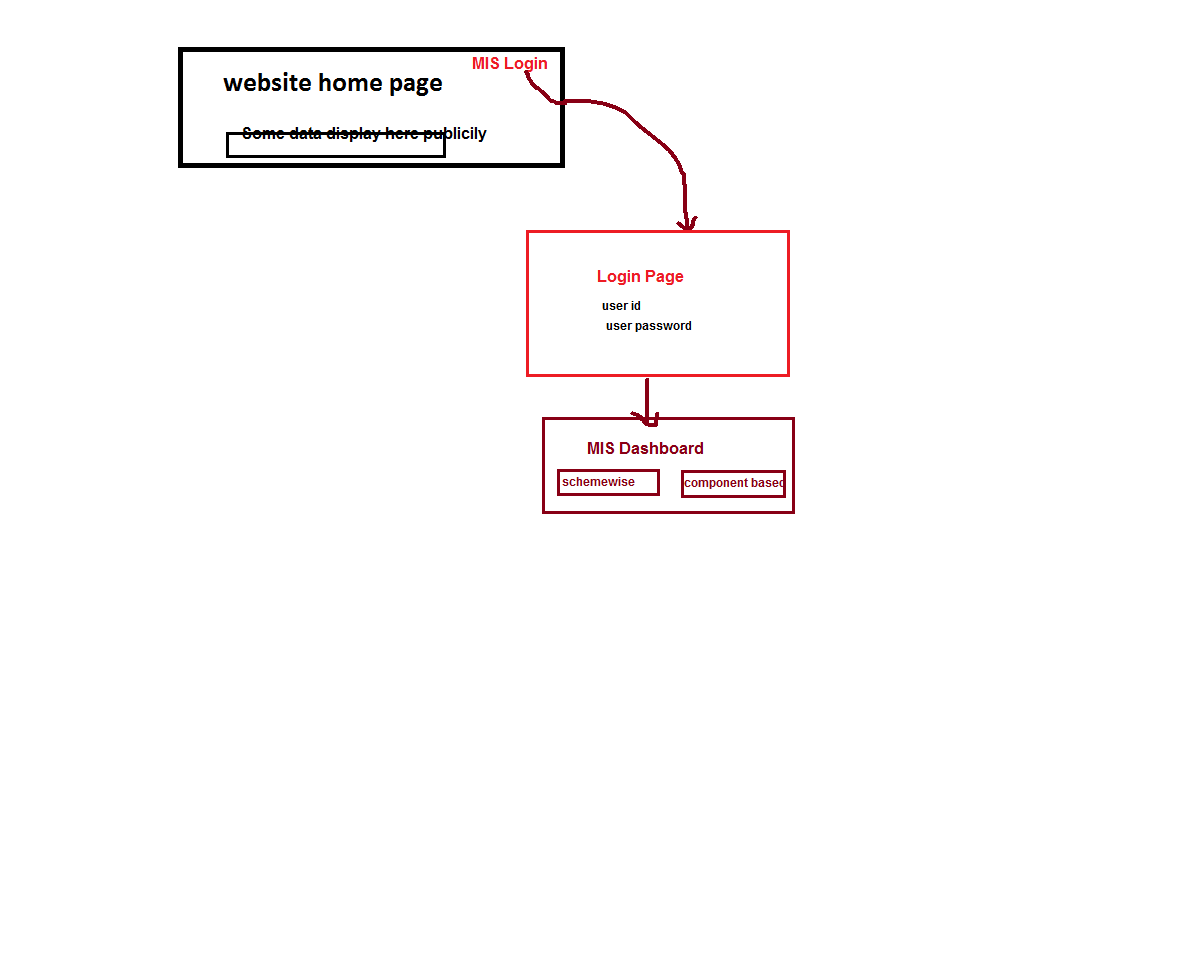 MIS Login
website home page
Some data display here publicily
Login Page
user id
user password
MIS Dashboard
schemewise
component based